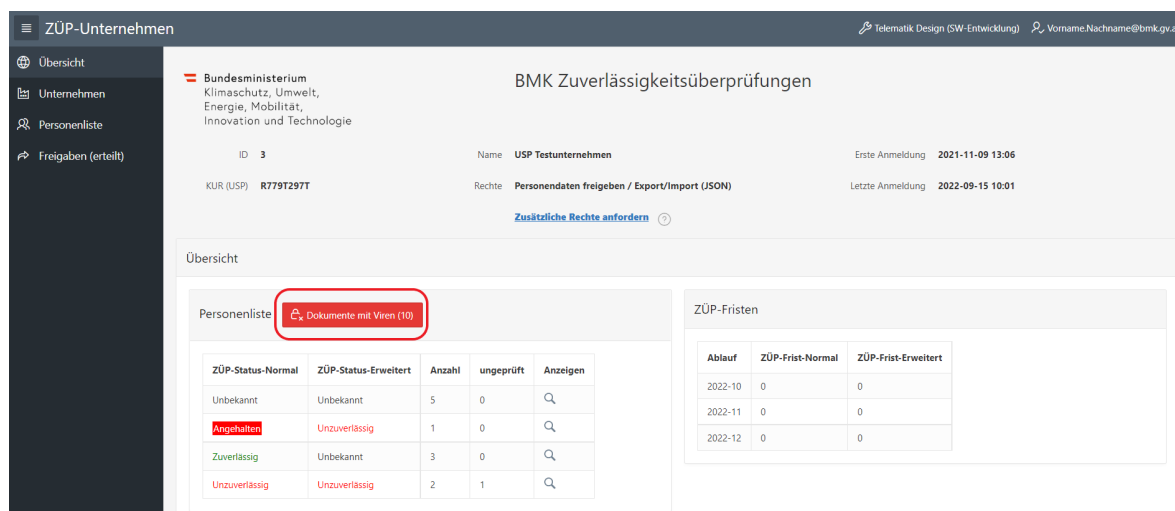 ZÜP-Unternehmen
Telematik Design (SW-Entwicklung) Vorname.Nachname@bmk.gv.a
Übersicht
Unternehmen
Personenliste
Freigaben (erteilt)
Bundesministerium
Klimaschutz, Umwelt,
Energie, Mobilität,
Innovation und Technologie
BMK Zuverlässigkeitsüberprüfungen
ID 3 Name USP Testunternehmen Erste Anmeldung 2021-11-09 13:06
KUR (USP) R779T297T Rechte Personendaten freigeben / Export/Import (JSON) Letzte Anmeldung 2022-09-15 10:01
Zusätzliche Rechte anfordern ?
Übersicht
Personenliste Dokumente mit Viren (10)
ZÜP-Status-Normal ZÜP-Status-Erweitert Anzahl ungeprüft Anzeigen
Unbekannt Unbekannt 5 0
Angehalten Unzuverlässig 1 0
Zuverlässig Unbekannt 3 0
Unzuverlässig Unzuverlässig 2 1
ZÜP-Fristen
Ablauf ZÜP-Frist-Normal ZÜP-Frist-Erweitert
2022-10 0 0
2022-11 0 0
2022-12 0 0